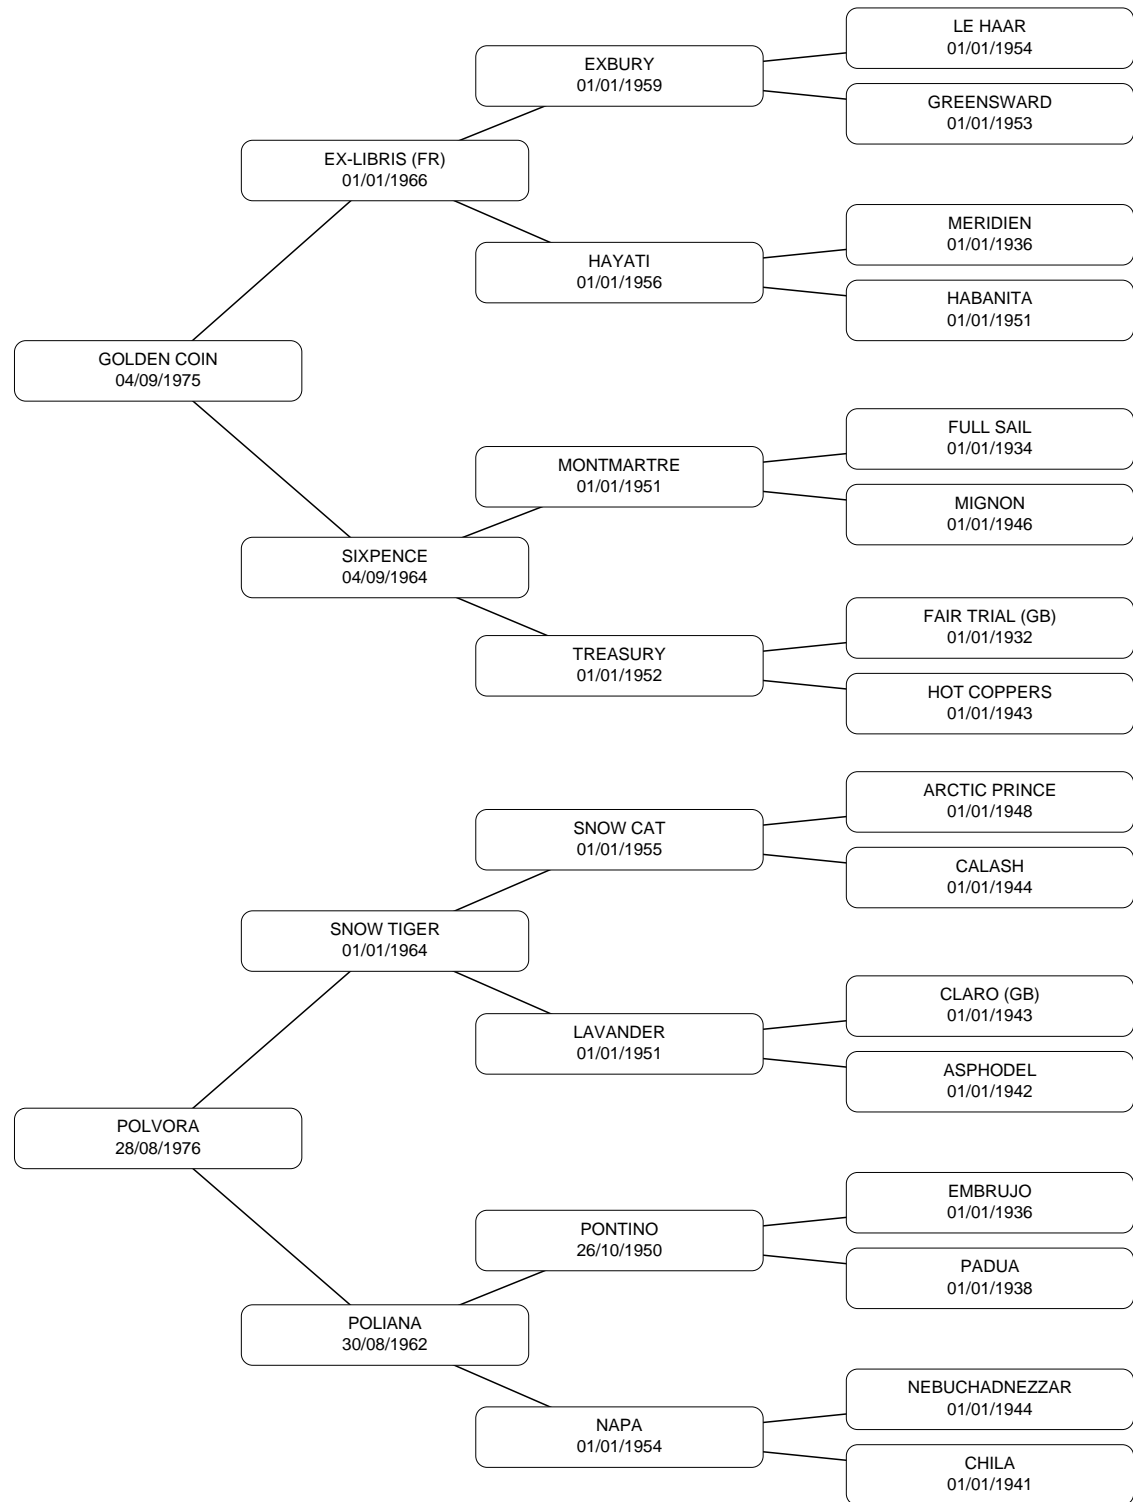 LE HAAR
01/01/1954
EXBURY
01/01/1959
GREENSWARD
01/01/1953
EX-LIBRIS (FR)
01/01/1966
MERIDIEN
01/01/1936
HAYATI
01/01/1956
HABANITA
01/01/1951
GOLDEN COIN
04/09/1975
FULL SAIL
01/01/1934
MONTMARTRE
01/01/1951
MIGNON
01/01/1946
SIXPENCE
04/09/1964
FAIR TRIAL (GB)
01/01/1932
TREASURY
01/01/1952
HOT COPPERS
01/01/1943
ARCTIC PRINCE
01/01/1948
SNOW CAT
01/01/1955
CALASH
01/01/1944
SNOW TIGER
01/01/1964
CLARO (GB)
01/01/1943
LAVANDER
01/01/1951
ASPHODEL
01/01/1942
POLVORA
28/08/1976
EMBRUJO
01/01/1936
PONTINO
26/10/1950
PADUA
01/01/1938
POLIANA
30/08/1962
NEBUCHADNEZZAR
01/01/1944
NAPA
01/01/1954
CHILA
01/01/1941